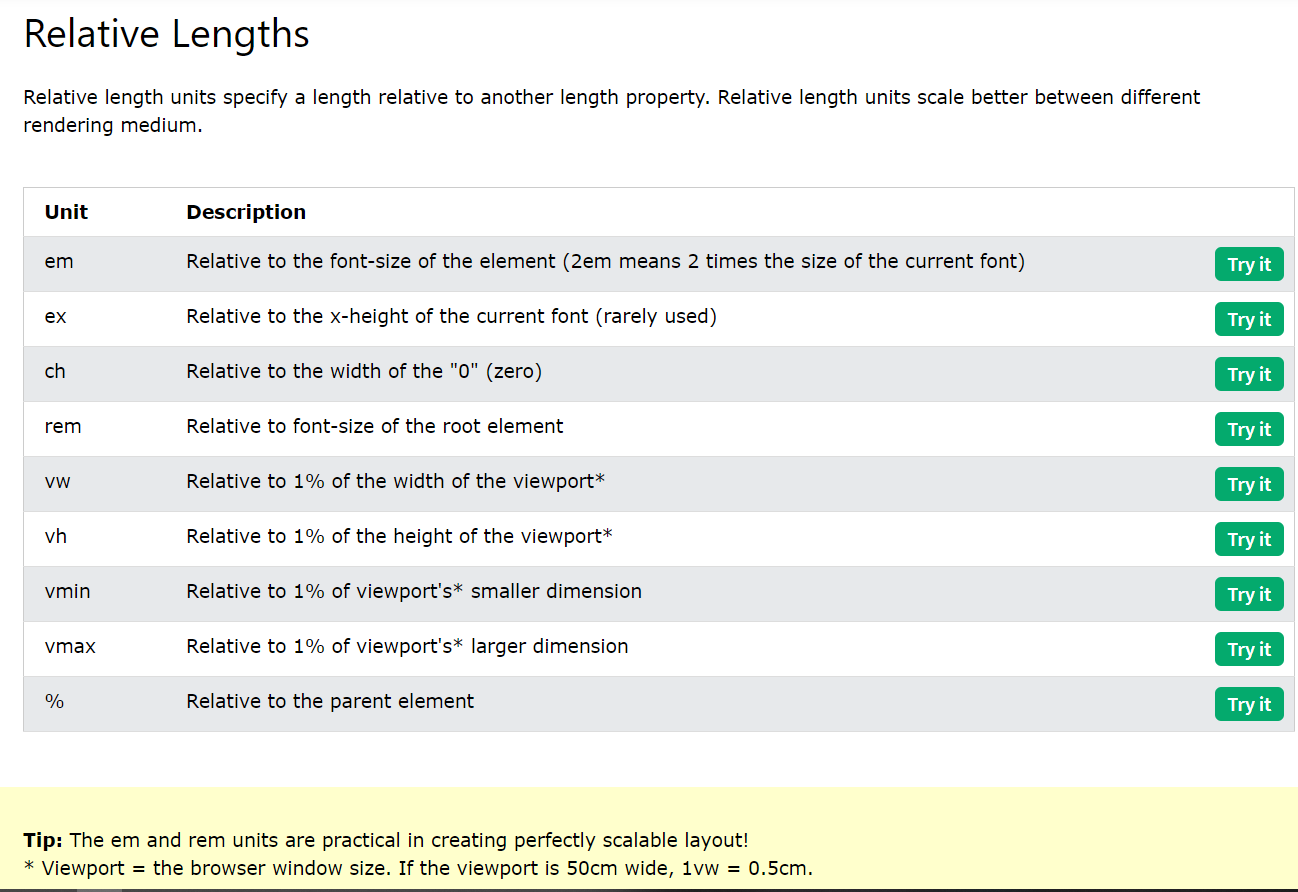 Relative Lengths
Relative length units specify a length relative to another length property. Relative length units scale better between different
rendering medium.
Unit Description
em Relative to the font-size of the element (2em means 2 times the size of the current font) Try it
ex Relative to the x-height of the current font (rarely used) Try it
ch Relative to the width of the "0" (zero) Try it
rem Relative to font-size of the root element Try it
vw Relative to 1% of the width of the viewport* Try it
vh Relative to 1% of the height of the viewport* Try it
vmin Relative to 1% of viewport's* smaller dimension Try it
vmax Relative to 1% of viewport's* larger dimension Try it
% Relative to the parent element Try it
Tip: The em and rem units are practical in creating perfectly scalable layout!
* Viewport = the browser window size. If the viewport is 50cm wide, 1vw = 0.5cm.